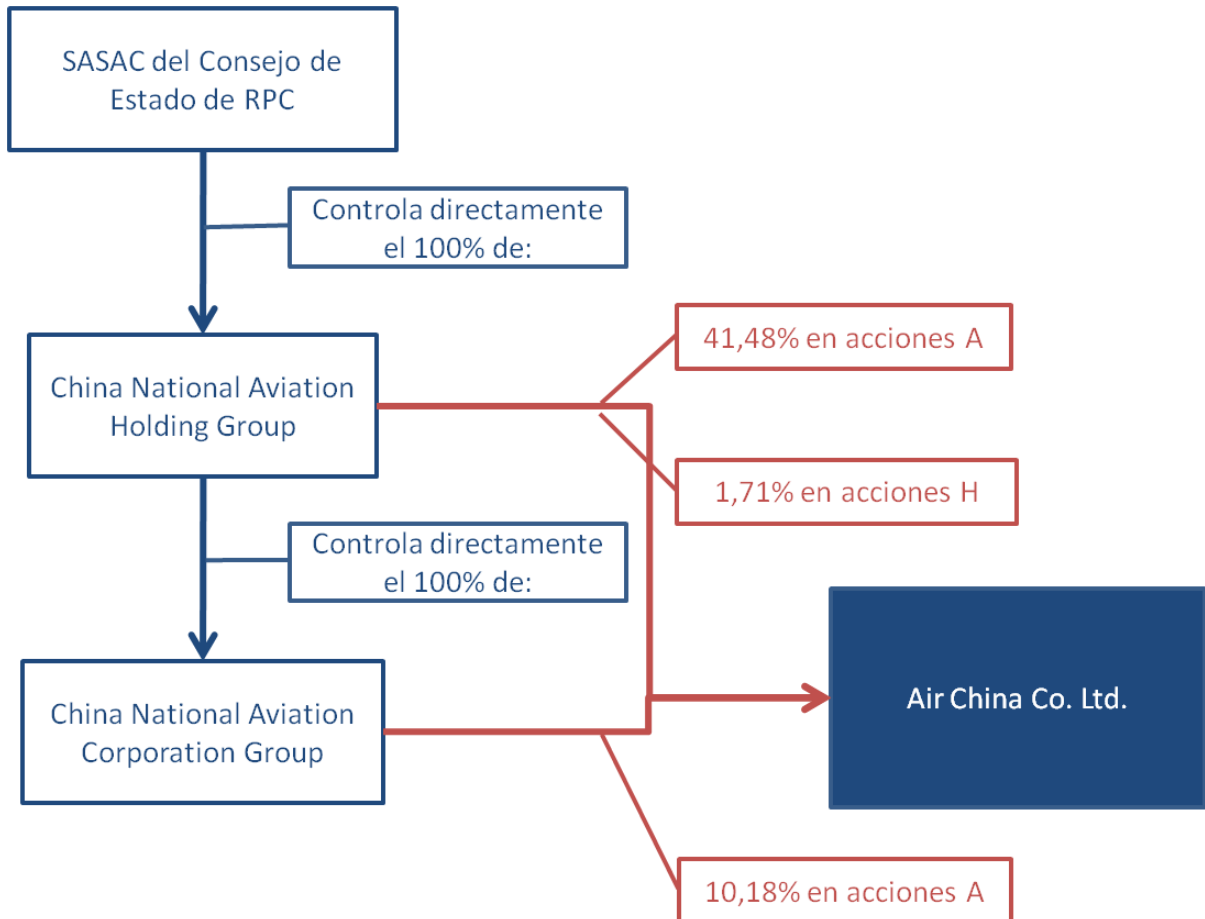 SASAC del Consejo de
Estado de RPC
Controla directamente
el 100% de:
41,48% en acciones A
China National Aviation
Holding Group
1,71% en acciones H
Controla directamente
el 100% de:
Air China Co. Ltd.
China National Aviation
Corporation Group
10,18% en acciones A